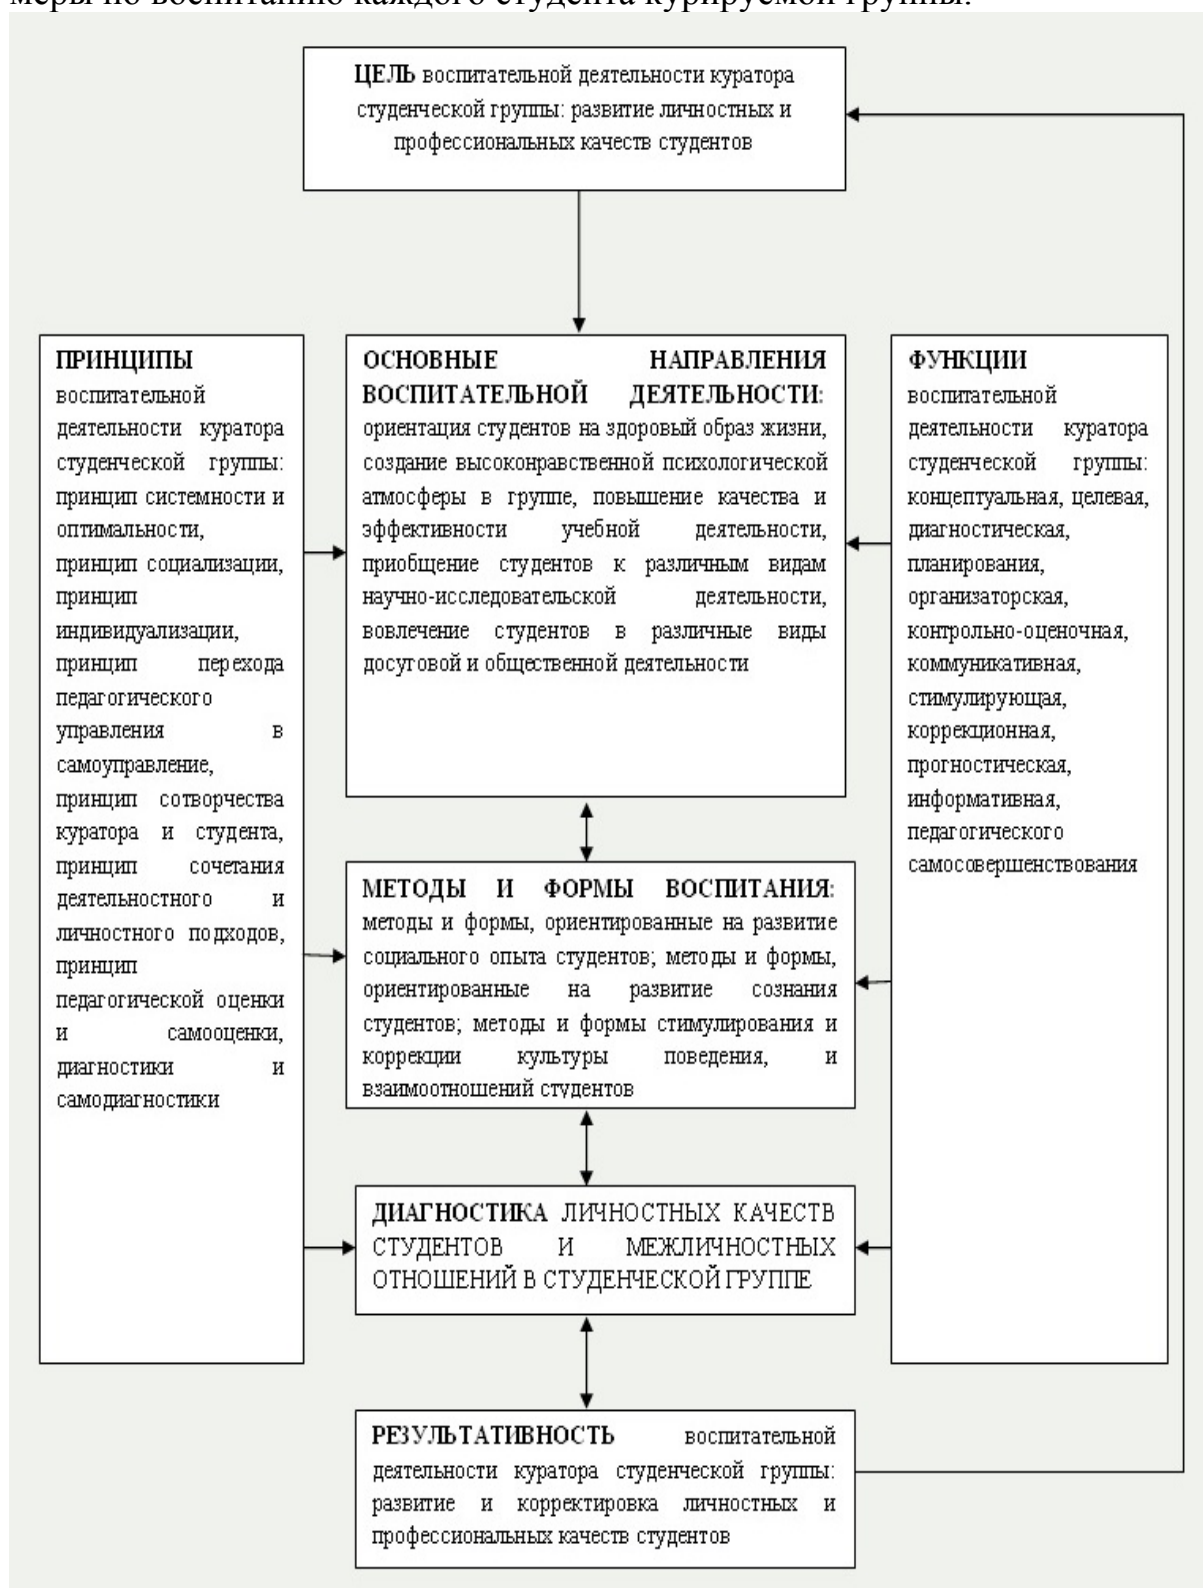 меры по воспитанию каждого студента курируемой группы.
ЦЕЛЬ воспитательной деятельности куратора
студенческой группы: развитие личностных и
профессиональных качеств студентов
ПРИНЦИПЫ
воспитательной
деятельности куратора
студенческой группы:
принцип системности и
оптимальности,
принцип социализации,
принцип
индивидуализации,
принцип перехода
педагогического
управления в
самоуправление,
принцип сотворчества
куратора и студента,
принцип сочетания
деятельностного и
личностного подходов,
принцип
педагогической оценки
и самооценки,
диагностики и
самодиагностики
ОСНОВНЫЕ НАПРАВЛЕНИЯ
ВОСПИТАТЕЛЬНОЙ ДЕЯТЕЛЬНОСТИ:
ориентация студентов на здоровый образ жизни,
создание высоконравственной психологической
атмосферы в группе, повышение качества и
эффективности учебной деятельности,
приобщение студентов к различным видам
научно-исследовательской деятельности,
вовлечение студентов в различные виды
досуговой и общественной деятельности
ФУНКЦИИ
воспитательной
деятельности куратора
студенческой группы:
концептуальная, целевая,
диагностическая,
планирования,
организаторская,
контрольно-оценочная,
коммуникативная,
стимулирующая,
коррекционная,
прогностическая,
информативная,
педагогического
самосовершенствования
МЕТОДЫ И ФОРМЫ ВОСПИТАНИЯ:
методы и формы, ориентированные на развитие
социального опыта студентов; методы и формы,
ориентированные на развитие сознания
студентов; методы и формы стимулирования и
коррекции культуры поведения, и
взаимоотношений студентов
ДИАГНОСТИКА ЛИЧНОСТНЫХ КАЧЕСТВ
СТУДЕНТОВ И МЕЖЛИЧНОСТНЫХ
ОТНОШЕНИЙ В СТУДЕНЧЕСКОЙ ГРУППЕ
РЕЗУЛЬТАТИВНОСТЬ воспитательной
деятельности куратора студенческой группы:
развитие и корректировка личностных и
профессиональных качеств студентов